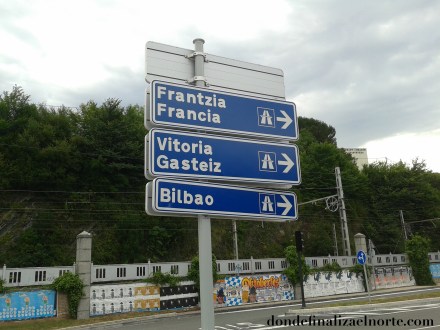 Frantzia
Francia
Vitoria
Gasteiz
Bilbao
dondefinalizaelnorte.com